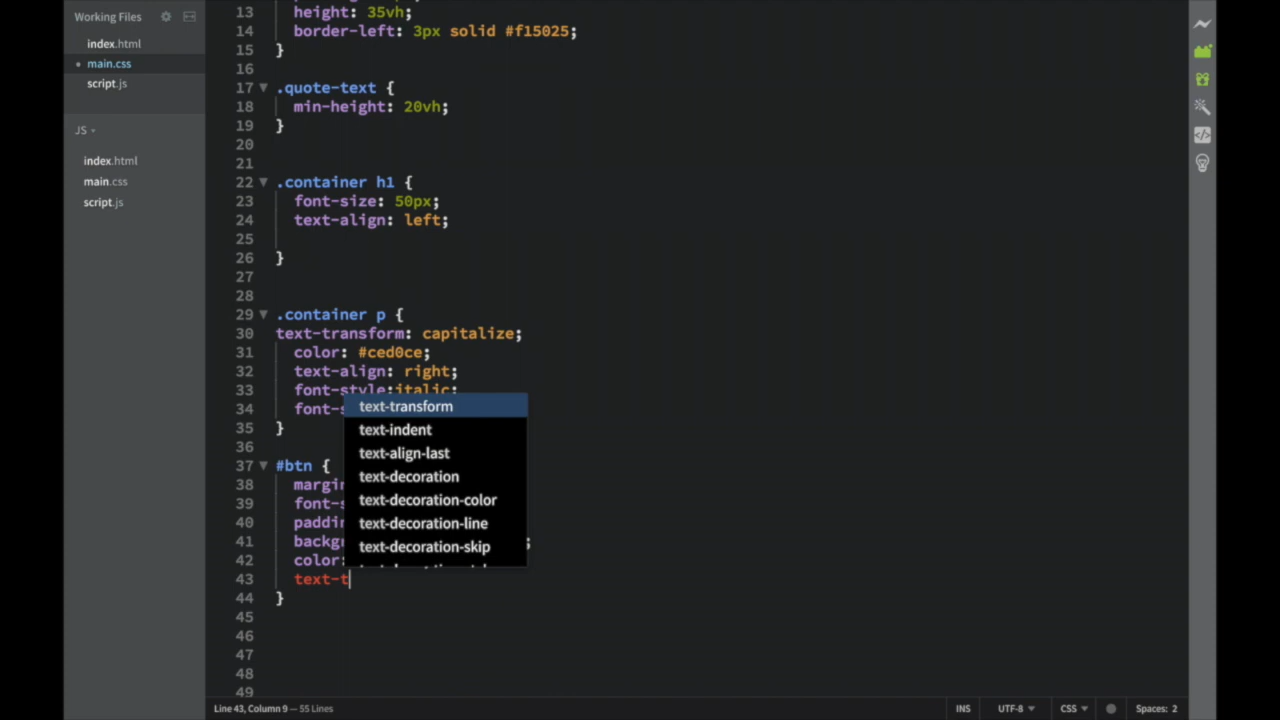 Working Files
index.html
main.css
script.js
JS
index.html
main.css
script.js
13 height: 35vh;
14 border-left: 3px solid #f15025;
15 }
16
17 .quote-text {
18 min-height: 20vh;
19 }
20
21
22 .container h1 {
23 font-size: 50px;
24 text-align: left;
25
26 }
27
28
29 .container p {
30 text-transform: capitalize;
31 color: #ced0ce;
32 text-align: right;
33 font-style:italic;
34
35 }
36
37 #btn {
38
39
40
41 ;
42 color:
43 text-t
44 }
45
46
47
48
49
text-transform
text-indent
text-align-last
text-decoration
text-decoration-color
text-decoration-line
text-decoration-skip
Line 43, Column 9 — 55 Lines
INS
UTF-8
CSS
Spaces: 2